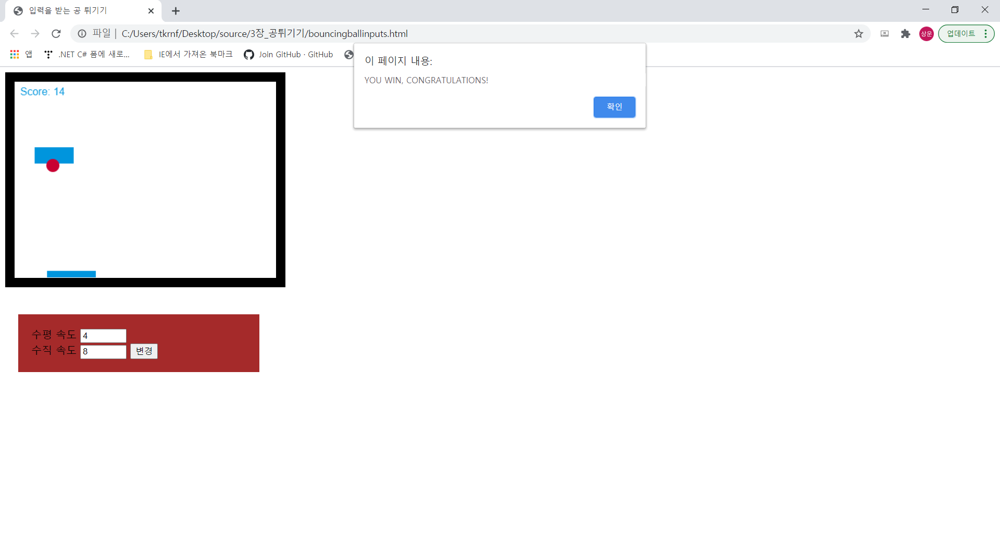 입력을 받는 공 튀기기
파일 | C:/Users/tkrnf/Desktop/source/3장_공튀기기/bouncingballinputs.html
상운
업데이트
앱
.NET C# 폼에 새로...
IE에서 가져온 북마크
Join GitHub · GitHub
이 페이지 내용:
YOU WIN, CONGRATULATIONS!
확인
Score: 14
수평 속도 4
수직 속도 8 변경